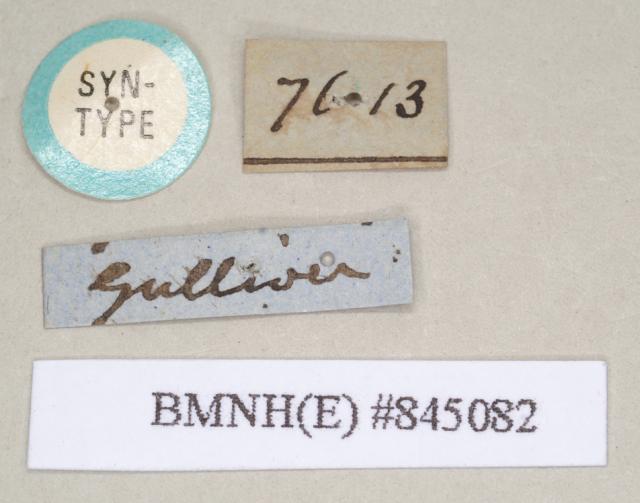 SYN-
TYPE
76-13
Gulliver
BMNH(E) #845082